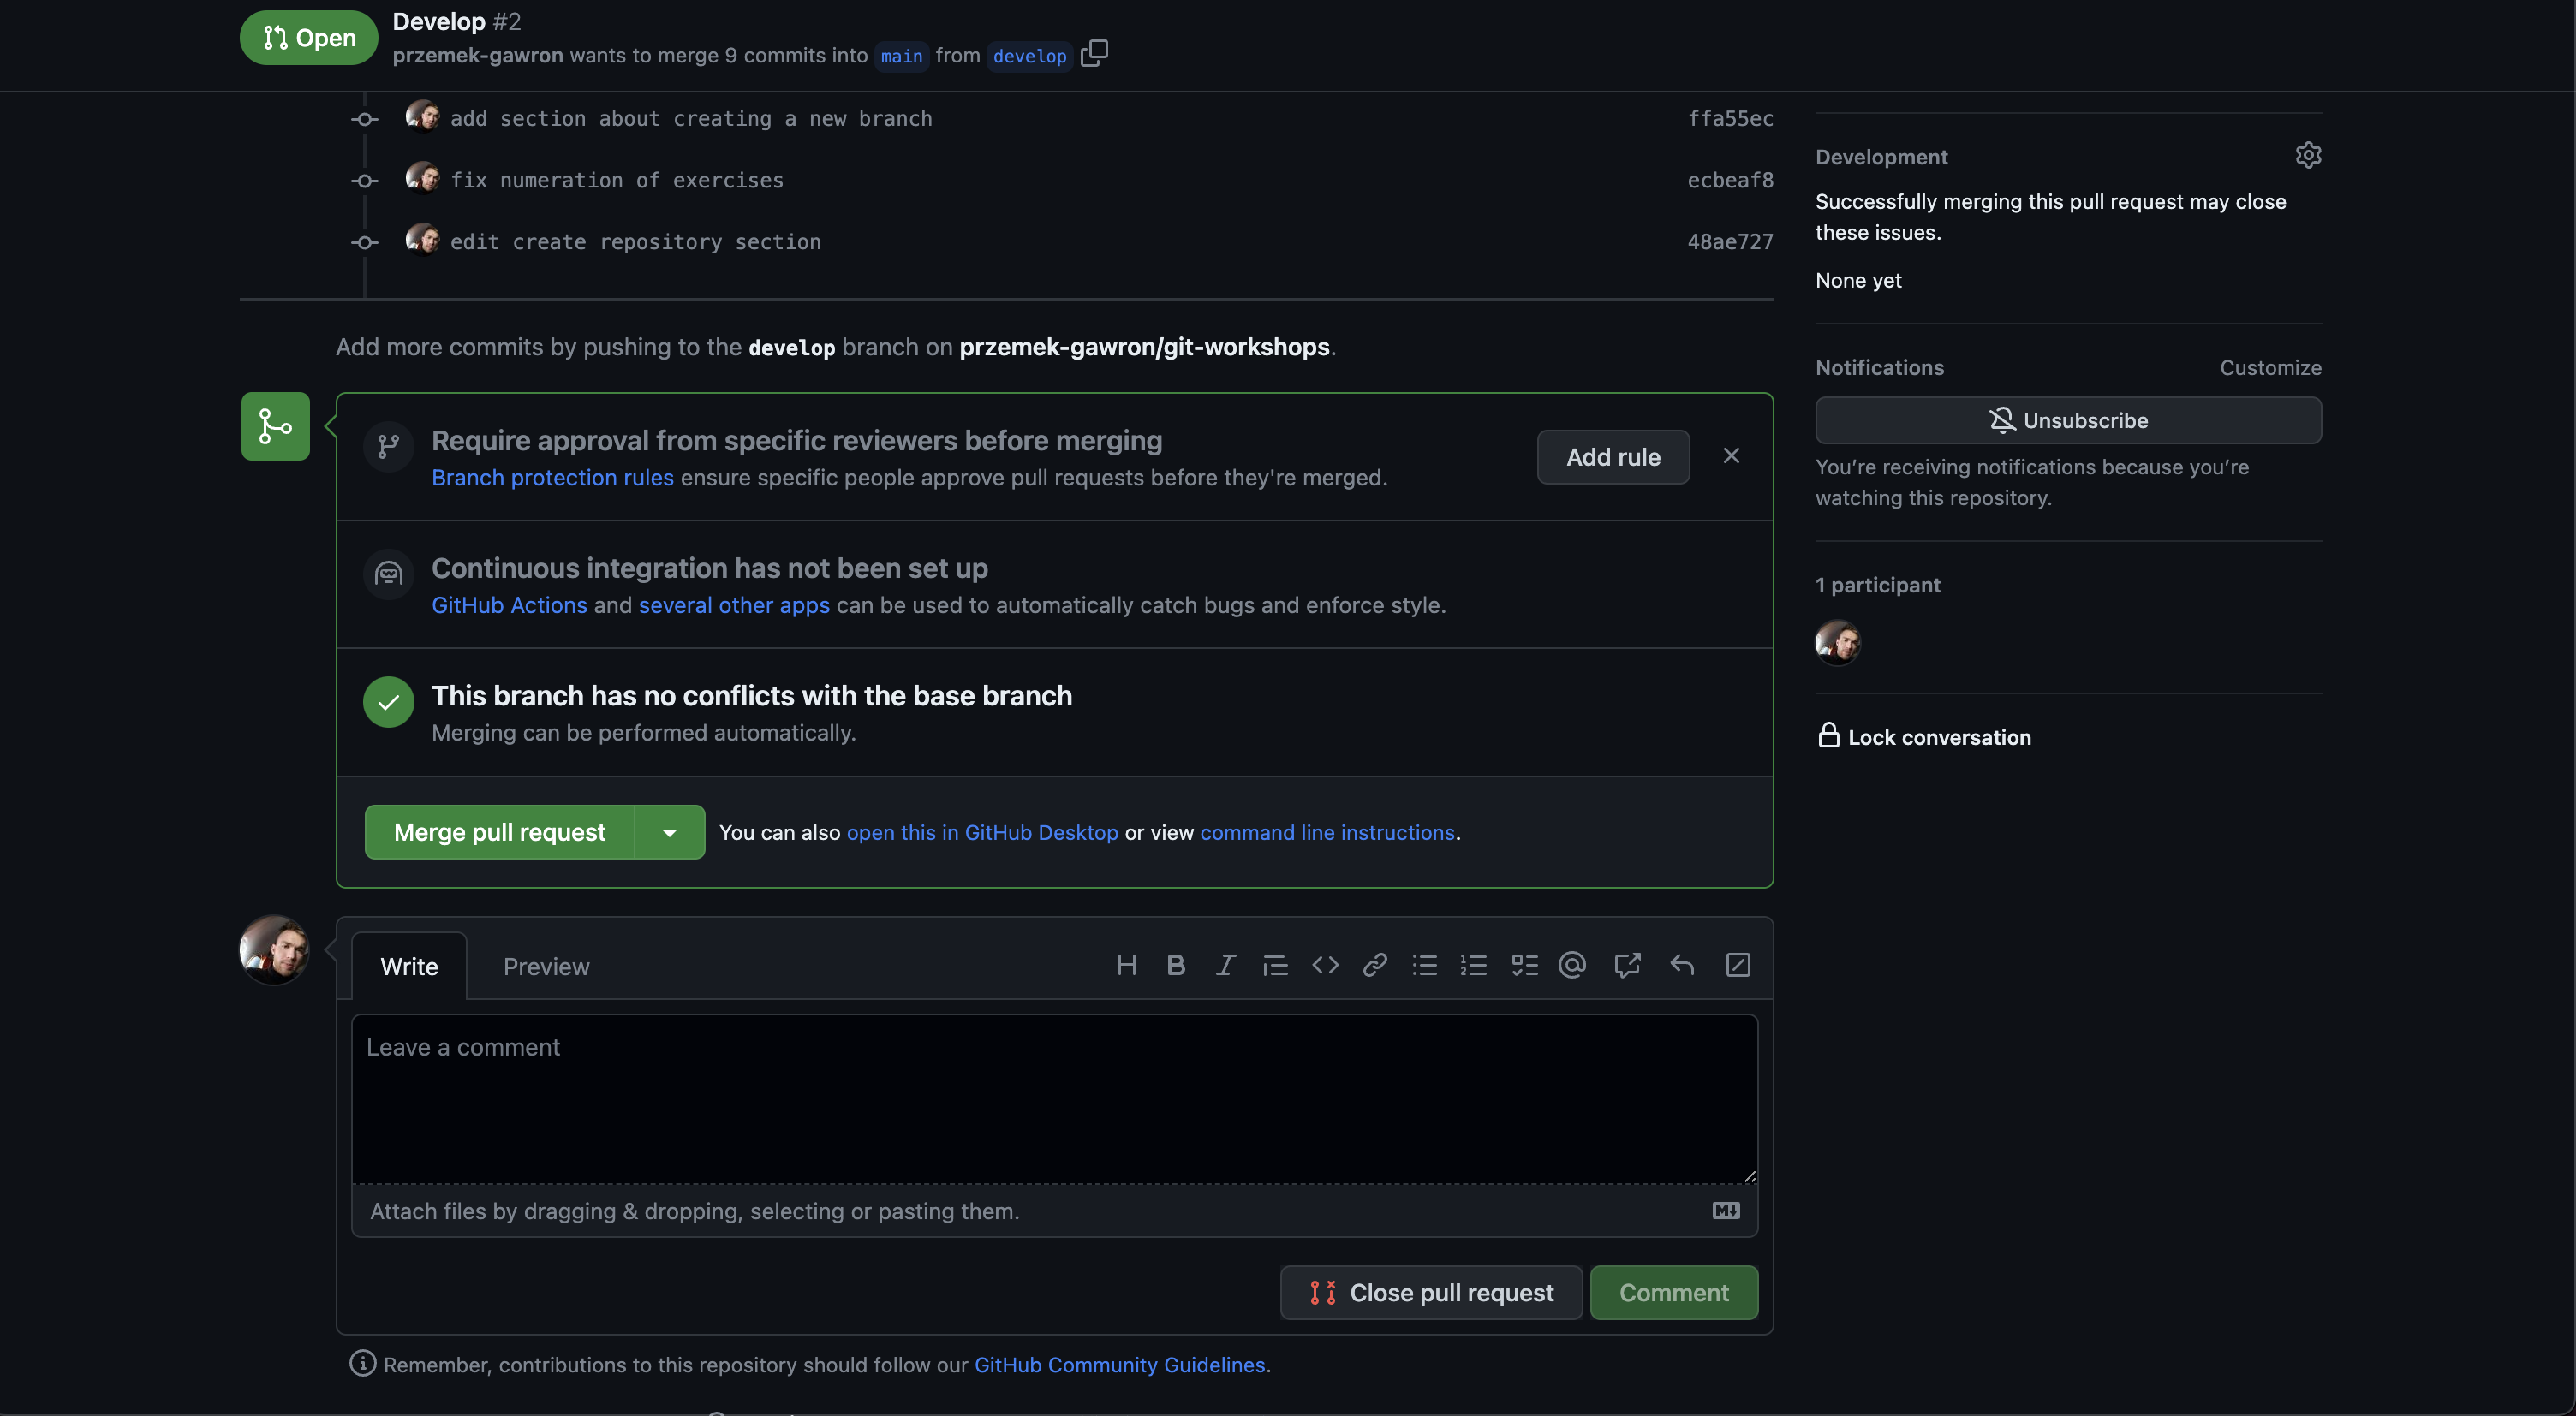 Open
Develop #2
przemek-gawron wants to merge 9 commits into main from develop
add section about creating a new branch ffa55ec
fix numeration of exercises ecbeaf8
edit create repository section 48ae727
Add more commits by pushing to the develop branch on przemek-gawron/git-workshops.
Require approval from specific reviewers before merging
Branch protection rules ensure specific people approve pull requests before they're merged.
Add rule
Continuous integration has not been set up
GitHub Actions and several other apps can be used to automatically catch bugs and enforce style.
This branch has no conflicts with the base branch
Merging can be performed automatically.
Merge pull request
You can also open this in GitHub Desktop or view command line instructions.
Write
Preview
Leave a comment
Attach files by dragging & dropping, selecting or pasting them.
Close pull request
Comment
Remember, contributions to this repository should follow our GitHub Community Guidelines.
Development
Successfully merging this pull request may close
these issues.
None yet
Notifications
Customize
Unsubscribe
You’re receiving notifications because you’re
watching this repository.
1 participant
Lock conversation